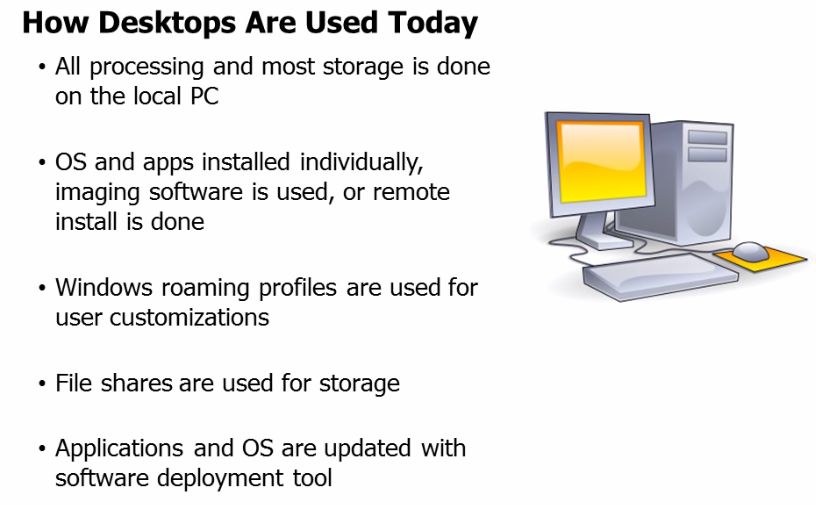 How Desktops Are Used Today
• All processing and most storage is done
on the local PC
• OS and apps installed individually,
imaging software is used, or remote
install is done
• Windows roaming profiles are used for
user customizations
• File shares are used for storage
• Applications and OS are updated with
software deployment tool